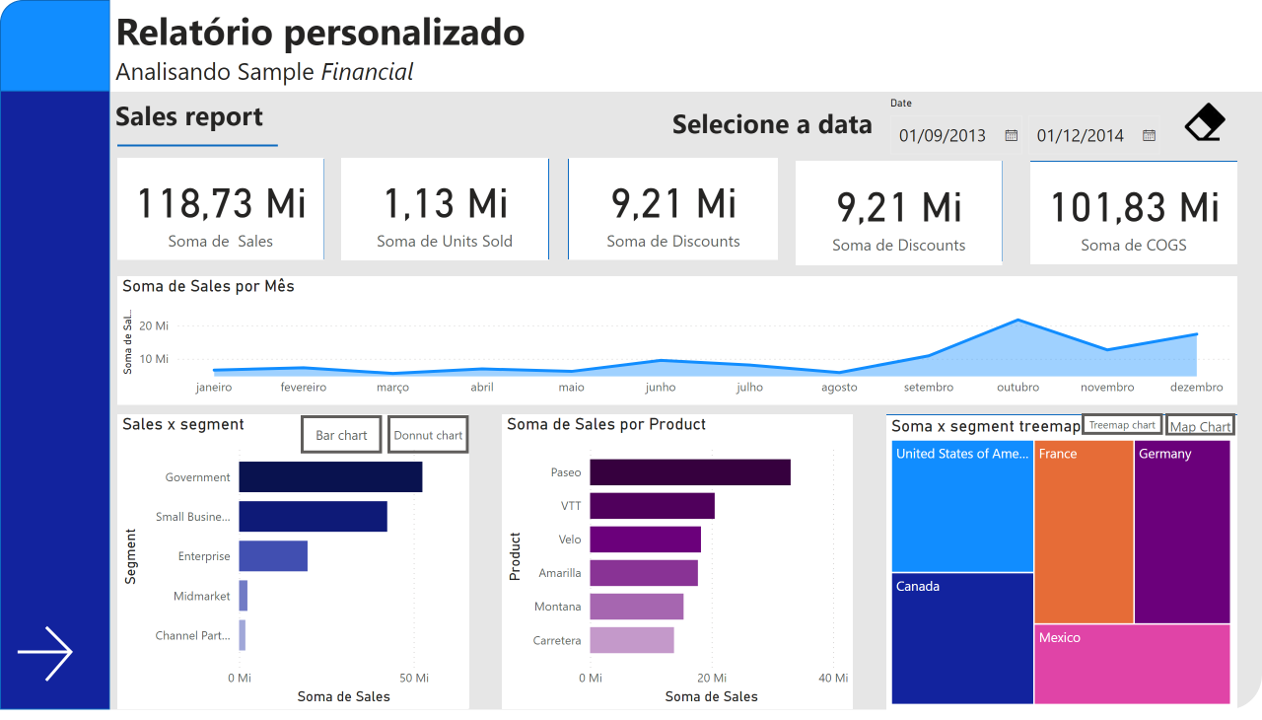 Relatório personalizado
Analisando Sample Financial
Sales report
Selecione a data
Date
01/09/2013
01/12/2014
118,73 Mi
Soma de Sales
1,13 Mi
Soma de Units Sold
9,21 Mi
Soma de Discounts
9,21 Mi
Soma de Discounts
101,83 Mi
Soma de COGS
Soma de Sales por Mês
Soma de Sal...
20 Mi
10 Mi
janeiro
fevereiro
março
abril
maio
junho
julho
agosto
setembro
outubro
novembro
dezembro
Sales x segment
Bar chart
Donnut chart
Segment
Government
Small Busine...
Enterprise
Midmarket
Channel Part...
0 Mi
50 Mi
Soma de Sales
Soma de Sales por Product
Product
Paseo
VTT
Velo
Amarilla
Montana
Carretera
0 Mi
20 Mi
40 Mi
Soma de Sales
Soma x segment treemap
Treemap chart
Map Chart
United States of Ame...
France
Germany
Canada
Mexico